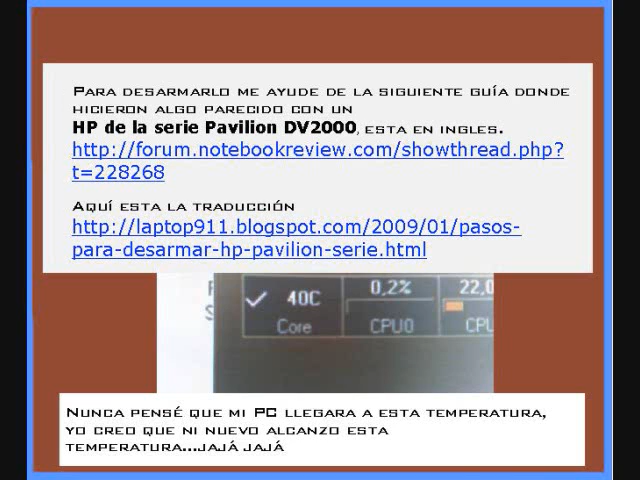 Para desarmarlo me ayude de la siguiente guía donde
hicieron algo parecido con un
HP de la serie Pavilion DV2000, esta en ingles.
http://forum.notebookreview.com/showthread.php?
t=228268
Aquí esta la traducción
http://laptop911.blogspot.com/2009/01/pasos-
para-desarmar-hp-pavilion-serie.html
40C 0,2% 22,0
Core CPU0 CPU
Nunca pensé que mi PC llegara a esta temperatura,
yo creo que ni nuevo alcanzo esta
temperatura...jajá jajá